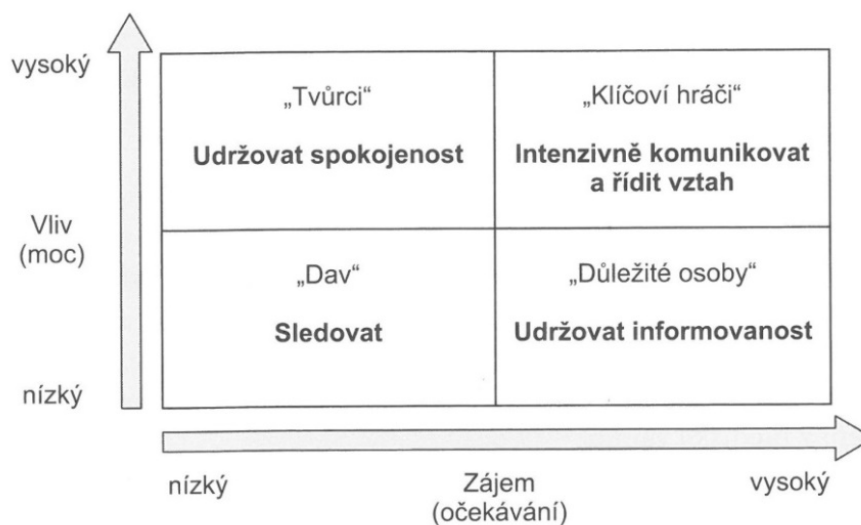 vysoký
„Tvůrci“
„Klíčoví hráči“
Udržovat spokojenost
Intenzivně komunikovat
a řídit vztah
Vliv
(moc)
„Dav“
„Důležité osoby“
Sledovat
Udržovat informovanost
nízký
nízký
Zájem
vysoký
(očekávání)